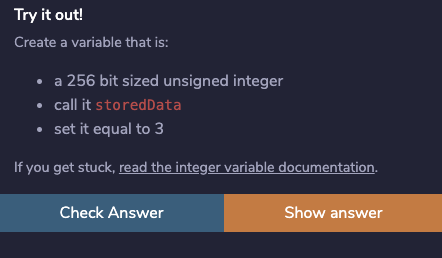 Try it out!
Create a variable that is:
a 256 bit sized unsigned integer
call it storedData
set it equal to 3
If you get stuck, read the integer variable documentation.
Check Answer
Show answer